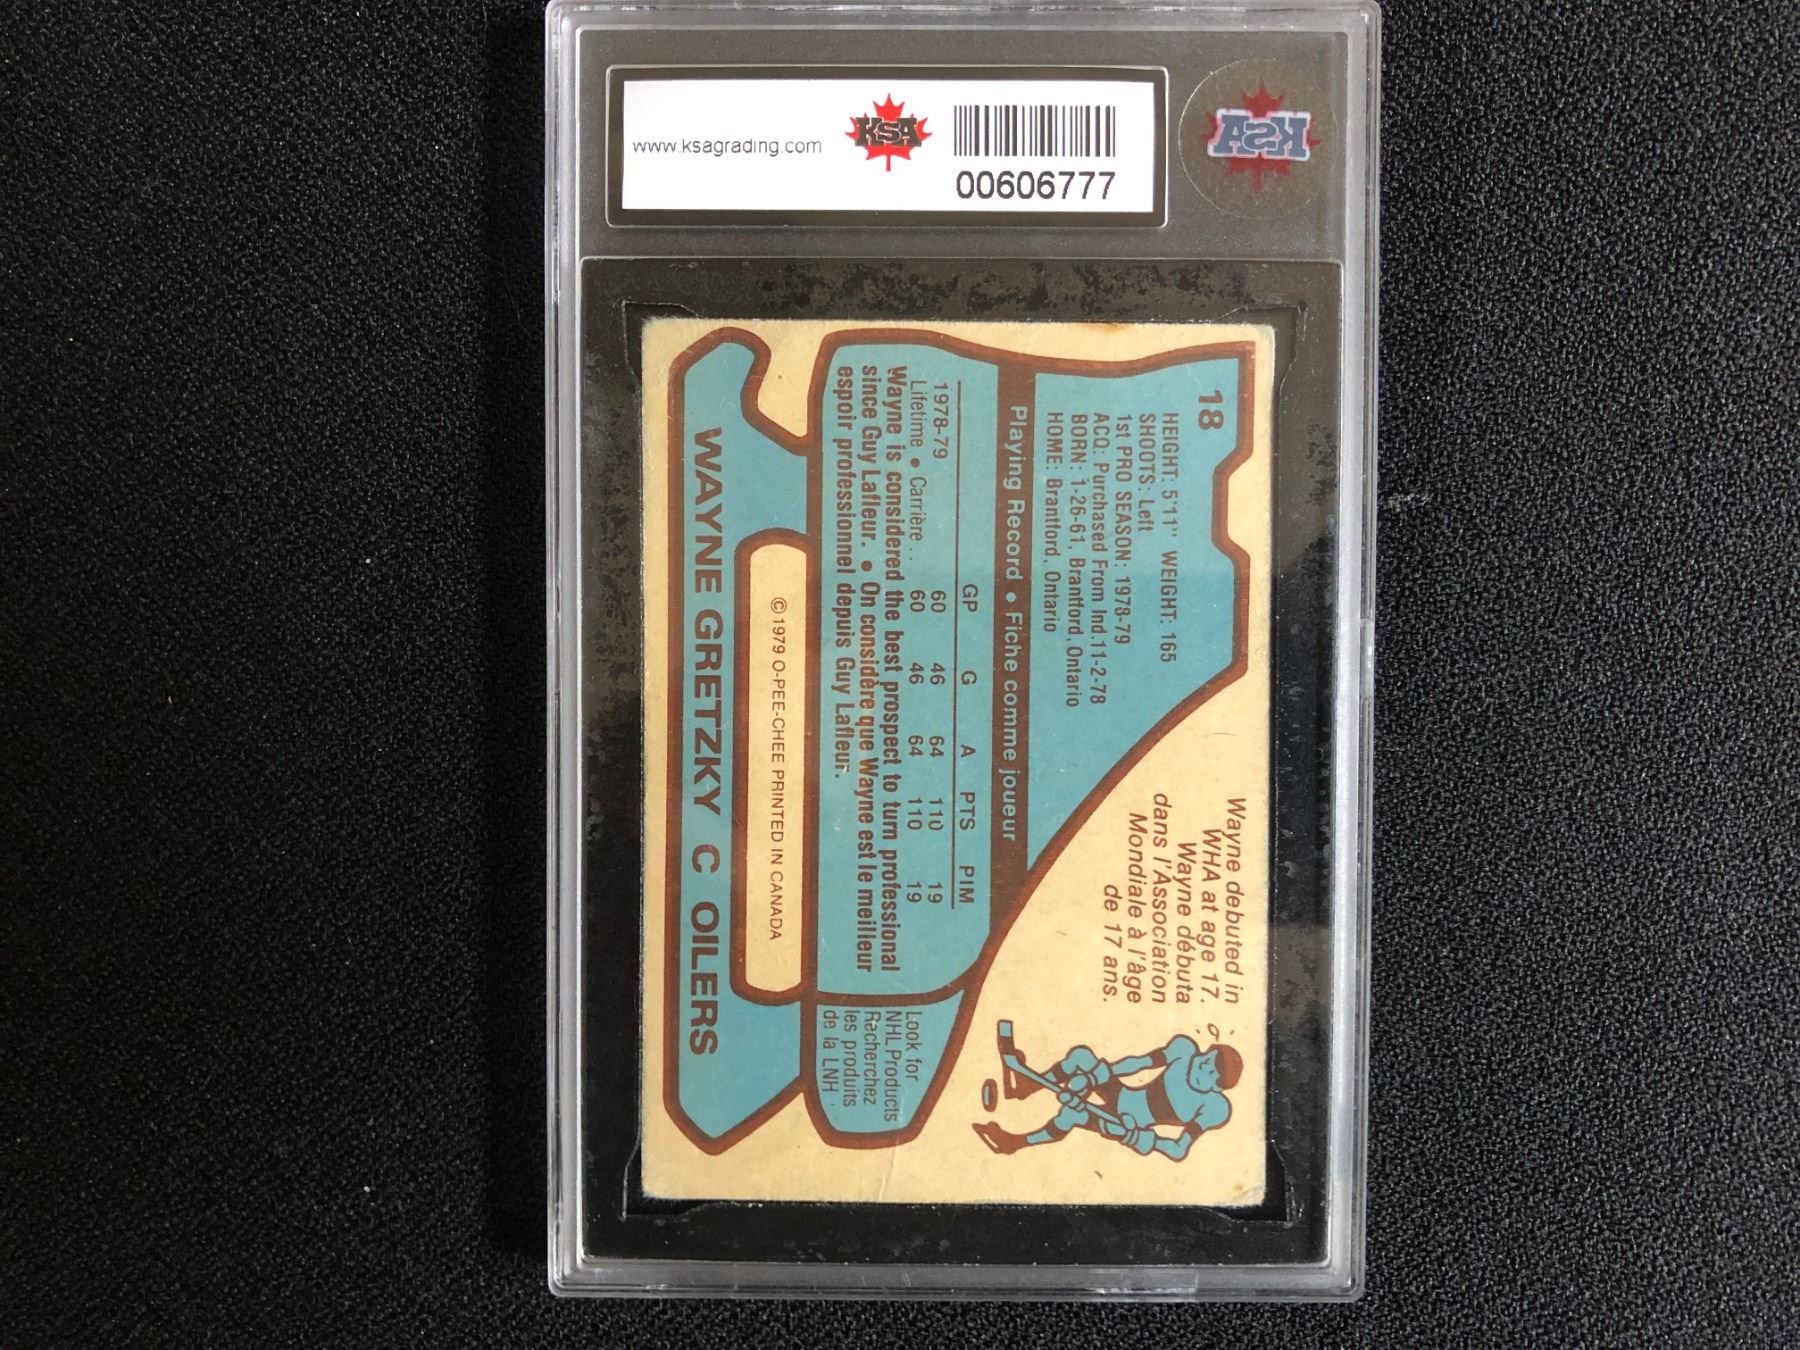 www.ksagrading.com
KSA
00606777
KSA
18
HEIGHT: 5'11" WEIGHT: 165
SHOOTS: Left
1st PRO SEASON: 1978-79
ACQ: Purchased From Ind.11-2-78
BORN: 1-26-61, Brantford, Ontario
HOME: Brantford, Ontario
Wayne debuted in
WHA at age 17.
Wayne débuta
dans l'Association
Mondiale à l'âge
de 17 ans.
Playing Record • Fiche comme joueur
GP G A PTS PIM
1978-79 60 46 64 110 19
Lifetime • Carrière .. 60 46 64 110 19
Wayne is considered the best prospect to turn professional
since Guy Lafleur. • On considère que Wayne est le meilleur
espoir professionnel depuis Guy Lafleur.
Look for
NHL Products
Recherchez
les produits
de la LNH
© 1979 O-PEE-CHEE PRINTED IN CANADA
WAYNE GRETZKY C OILERS